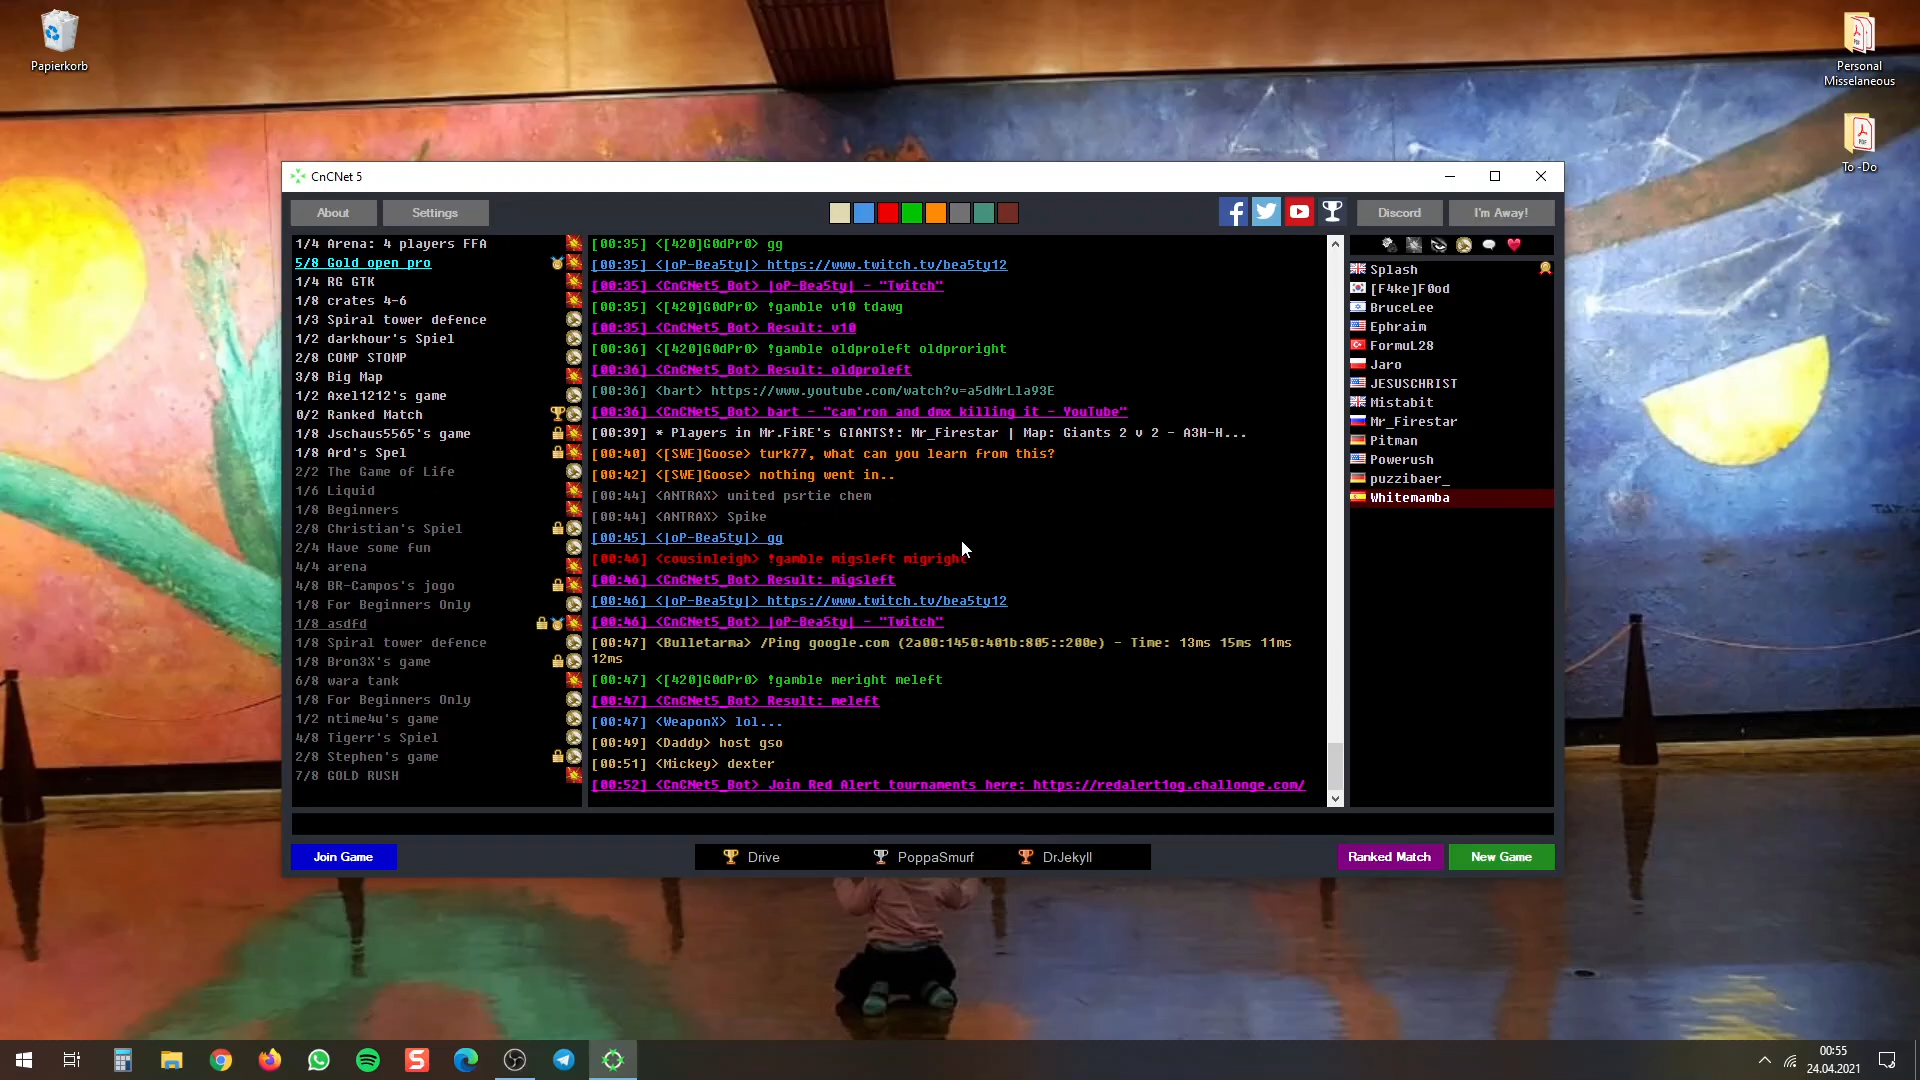 Papierkorb
Personal
Misselaneous
To -Do
CnCNet 5
About
Settings
Discord
I'm Away!
1/4 Arena: 4 players FFA
5/8 Gold open pro
1/4 RG GTK
1/8 crates 4-6
1/3 Spiral tower defence
1/2 darkhour's Spiel
2/8 COMP STOMP
3/8 Big Map
1/2 Axel1212's game
0/2 Ranked Match
1/8 Jschaus5565's game
1/8 Ard's Spel
2/2 The Game of Life
1/6 Liquid
1/8 Beginners
2/8 Christian's Spiel
2/4 Have some fun
4/4 arena
4/8 BR-Campos's jogo
1/8 For Beginners Only
1/8 asdfd
1/8 Spiral tower defence
1/8 Bron3X's game
6/8 wara tank
1/8 For Beginners Only
1/2 ntime4u's game
4/8 Tigerr's Spiel
2/8 Stephen's game
7/8 GOLD RUSH
[00:35] <[420]G0dPr0> gg
[00:35] <|oP-Bea5ty|> https://www.twitch.tv/bea5ty12
[00:35] <CnCNet5_Bot> |oP-Bea5ty| - "Twitch"
[00:35] <[420]G0dPr0> !gamble v10 tdawg
[00:35] <CnCNet5_Bot> Result: v10
[00:36] <[420]G0dPr0> !gamble oldproleft oldproright
[00:36] <CnCNet5_Bot> Result: oldproleft
[00:36] <bart> https://www.youtube.com/watch?v=a5dMrLla93E
[00:36] <CnCNet5_Bot> bart - "cam'ron and dmx killing it - YouTube"
[00:39] * Players in Mr.FiRE's GIANTS!: Mr_Firestar | Map: Giants 2 v 2 - A3H-H...
[00:40] <[SWE]Goose> turk77, what can you learn from this?
[00:42] <[SWE]Goose> nothing went in..
[00:44] <ANTRAX> united psrtie chem
[00:44] <ANTRAX> Spike
[00:45] <|oP-Bea5ty|> gg
[00:46] <cousinleigh> !gamble migsleft migright
[00:46] <CnCNet5_Bot> Result: migsleft
[00:46] <|oP-Bea5ty|> https://www.twitch.tv/bea5ty12
[00:46] <CnCNet5_Bot> |oP-Bea5ty| - "Twitch"
[00:47] <Bulletarma> /Ping google.com (2a00:1450:401b:805::200e) - Time: 13ms 15ms 11ms
12ms
[00:47] <[420]G0dPr0> !gamble meright meleft
[00:47] <CnCNet5_Bot> Result: meleft
[00:47] <WeaponX> lol...
[00:49] <Daddy> host gso
[00:51] <Mickey> dexter
[00:52] <CnCNet5_Bot> Join Red Alert tournaments here: https://redalert1og.challonge.com/
Splash
[F4ke]F0od
BruceLee
Ephraim
FormuL28
Jaro
JESUSCHRIST
Mistabit
Mr_Firestar
Pitman
Powerush
puzzibaer_
Whitemamba
Join Game
Drive
PoppaSmurf
DrJekyll
Ranked Match
New Game
00:55
24.04.2021